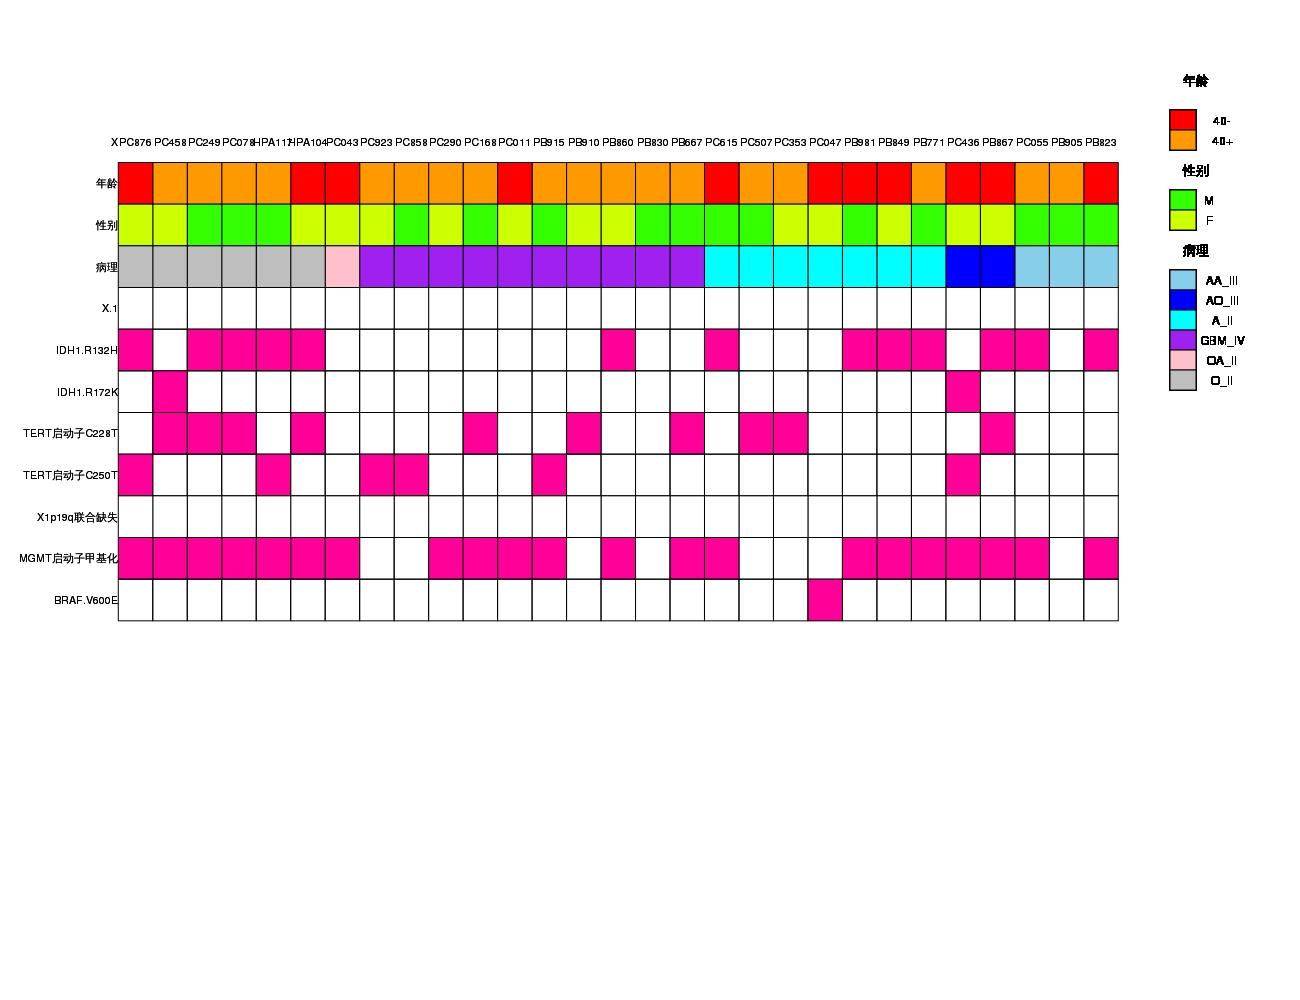 年龄
40-
40+
X PC876 PC458 PC249 PC078 HPA117 HPA104 PC043 PC923 PC858 PC290 PC168 PC011 PB915 PB910 PB860 PB830 PB667 PC615 PC507 PC353 PC047 PB981 PB849 PB771 PC436 PB867 PC055 PB905 PB823
性别
M
F
病理
AA_III
AO_III
A_II
GBM_IV
OA_II
O_II
年龄
性别
病理
X.1
IDH1.R132H
IDH1.R172K
TERT启动子C228T
TERT启动子C250T
X1p19q联合缺失
MGMT启动子甲基化
BRAF.V600E